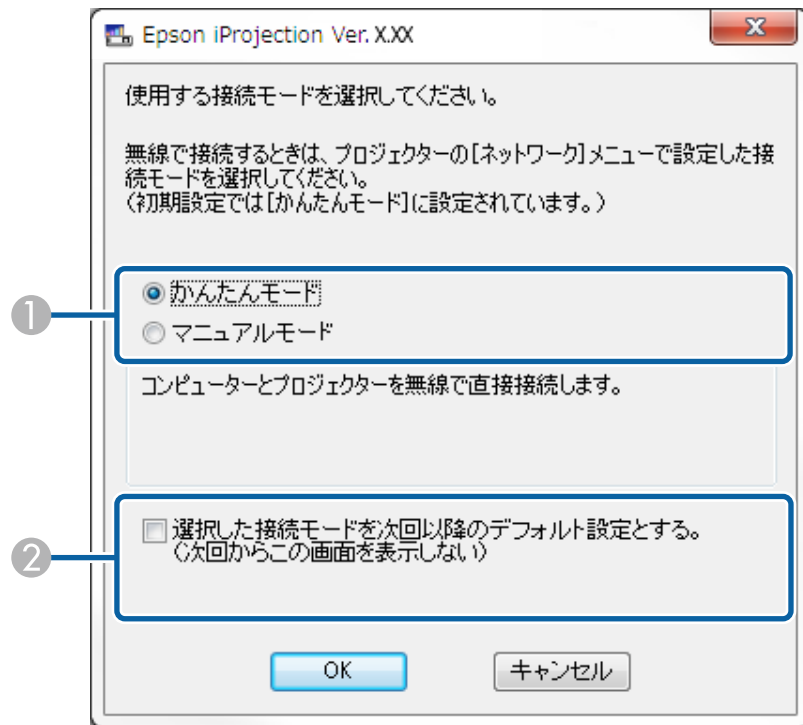 Epson iProjection Ver. X.XX
使用する接続モードを選択してください。
無線で接続するときは、プロジェクターの[ネットワーク]メニューで設定した接
続モードを選択してください。
(初期設定では[かんたんモード]に設定されています。)
1
かんたんモード
マニュアルモード
コンピューターとプロジェクターを無線で直接接続します。
2
選択した接続モードを次回以降のデフォルト設定とする。
(次回からこの画面を表示しない)
OK
キャンセル